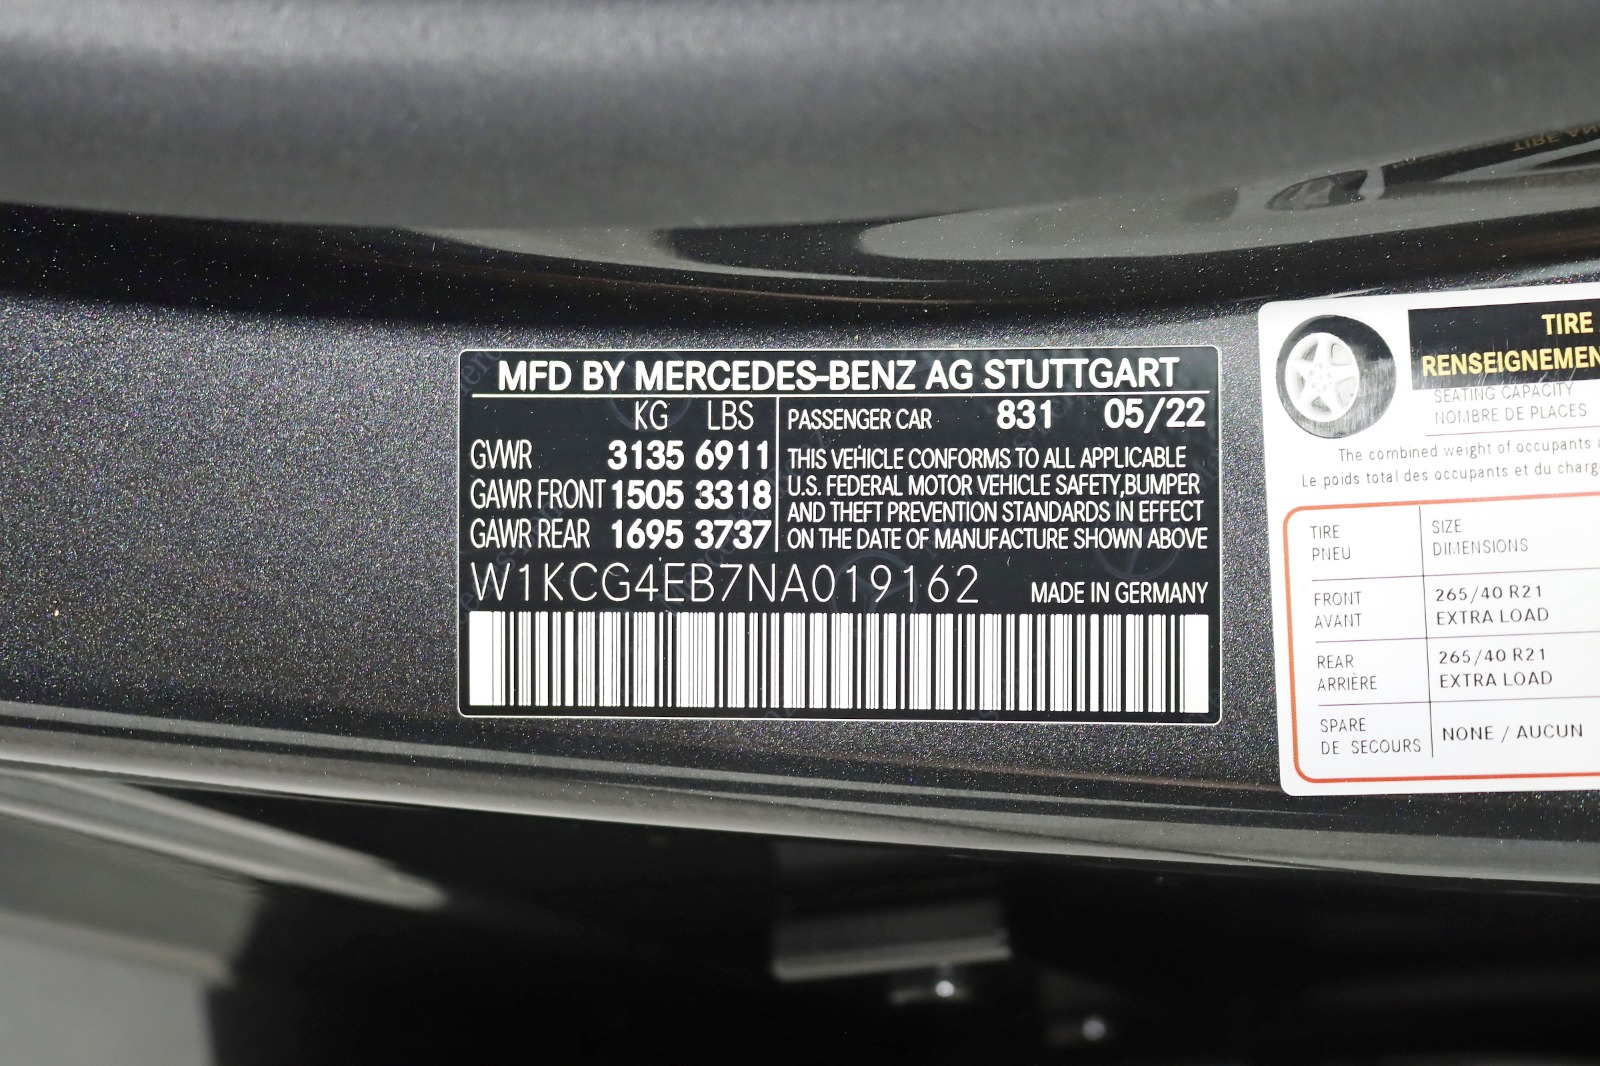 MFD BY MERCEDES-BENZ AG STUTTGART
KG LBS
GVWR 3135 6911
GAWR FRONT 1505 3318
GAWR REAR 1695 3737
PASSENGER CAR 831 05/22
THIS VEHICLE CONFORMS TO ALL APPLICABLE
U.S. FEDERAL MOTOR VEHICLE SAFETY,BUMPER
AND THEFT PREVENTION STANDARDS IN EFFECT
ON THE DATE OF MANUFACTURE SHOWN ABOVE
W1KCG4EB7NA019162 MADE IN GERMANY
TIRE
RENSEIGNEMEN
SEATING CAPACITY
NOMBRE DE PLACES
The combined weight of occupants
Le poids total des occupants et du charg
TIRE SIZE
PNEU DIMENSIONS
FRONT 265/40 R21
AVANT EXTRA LOAD
REAR 265/40 R21
ARRIÈRE EXTRA LOAD
SPARE
DE SECOURS NONE / AUCUN